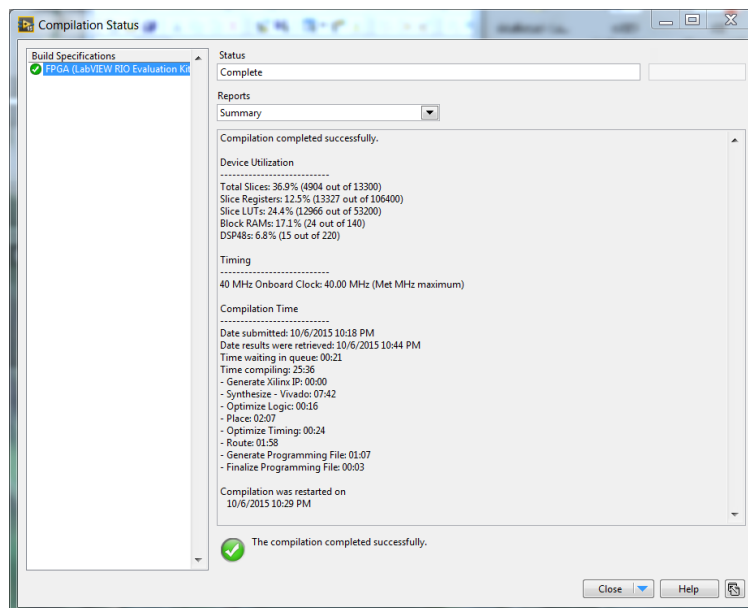 Compilation Status
Build Specifications
FPGA (LabVIEW RIO Evaluation Kit
Status
Complete
Reports
Summary
Compilation completed successfully.
Device Utilization
---------------------------
Total Slices: 36.9% (4904 out of 13300)
Slice Registers: 12.5% (13327 out of 106400)
Slice LUTs: 24.4% (12966 out of 53200)
Block RAMs: 17.1% (24 out of 140)
DSP48s: 6.8% (15 out of 220)
Timing
---------------------------
40 MHz Onboard Clock: 40.00 MHz (Met MHz maximum)
Compilation Time
---------------------------
Date submitted: 10/6/2015 10:18 PM
Date results were retrieved: 10/6/2015 10:44 PM
Time waiting in queue: 00:21
Time compiling: 25:36
- Generate Xilinx IP: 00:00
- Synthesize - Vivado: 07:42
- Optimize Logic: 00:16
- Place: 02:07
- Optimize Timing: 00:24
- Route: 01:58
- Generate Programming File: 01:07
- Finalize Programming File: 00:03
Compilation was restarted on
10/6/2015 10:29 PM
The compilation completed successfully.
Close
Help